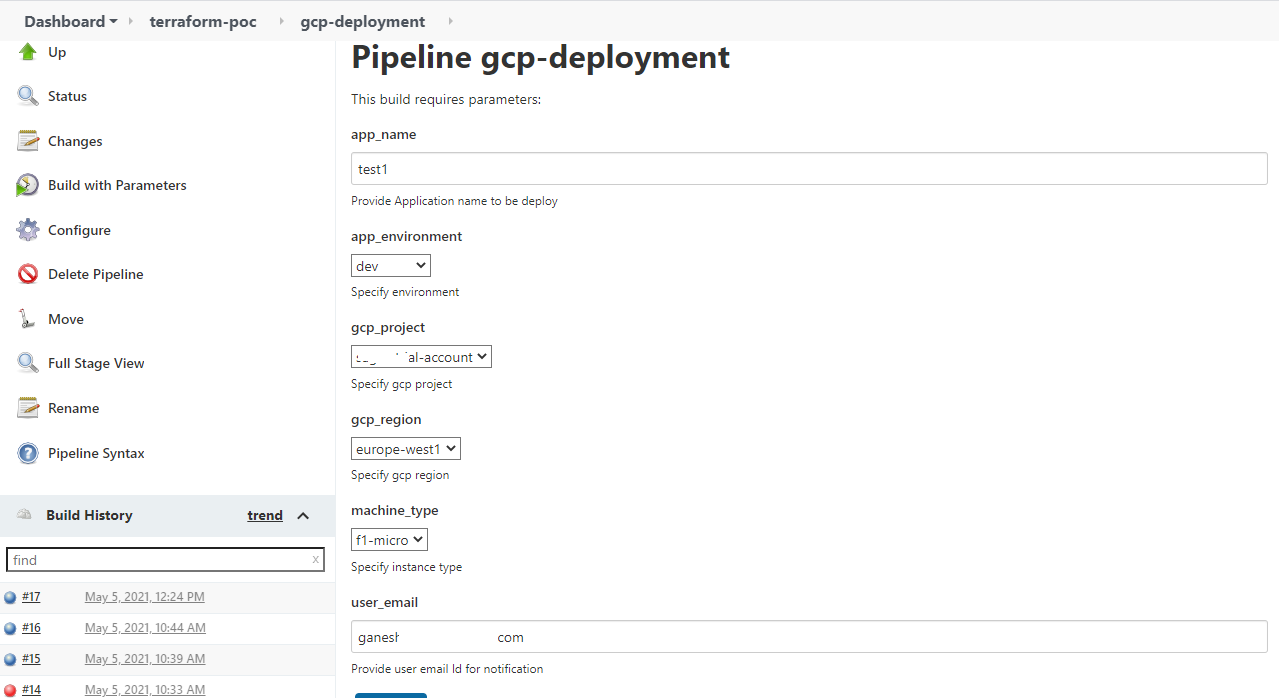 Dashboard terraform-poc gcp-deployment
Up
Status
Changes
Build with Parameters
Configure
Delete Pipeline
Move
Full Stage View
Rename
Pipeline Syntax
Build History trend
find x
#17 May 5, 2021, 12:24 PM
#16 May 5, 2021, 10:44 AM
#15 May 5, 2021, 10:39 AM
#14 May 5, 2021, 10:33 AM
Pipeline gcp-deployment
This build requires parameters:
app_name
test1
Provide Application name to be deploy
app_environment
dev
Specify environment
gcp_project
al-account
Specify gcp project
gcp_region
europe-west1
Specify gcp region
machine_type
f1-micro
Specify instance type
user_email
ganesh com
Provide user email Id for notification